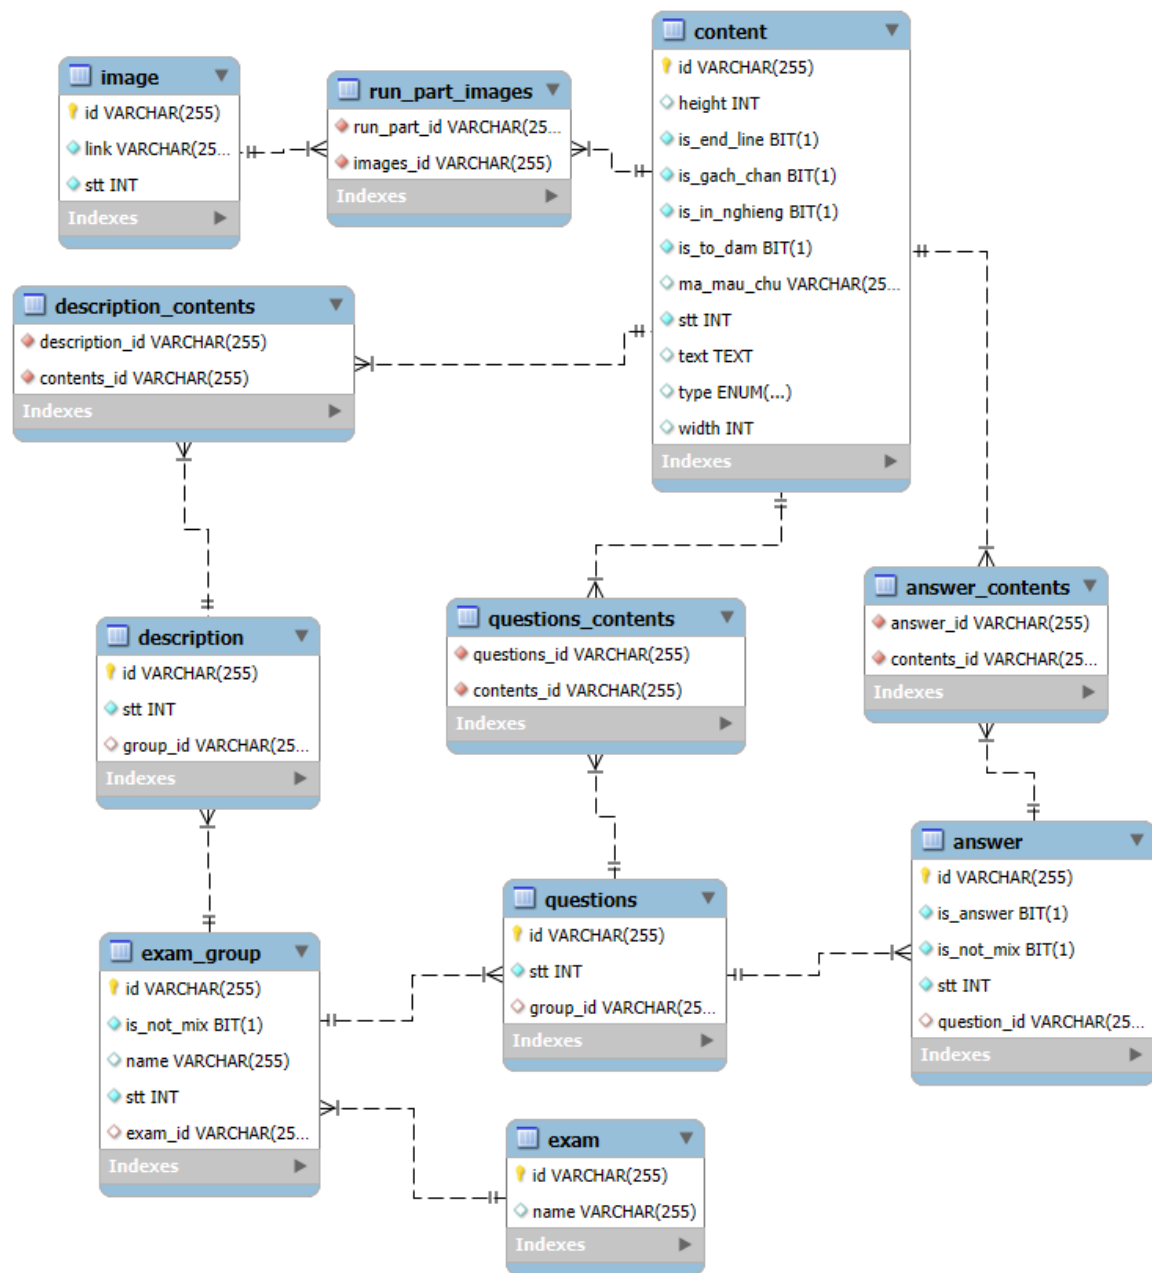 image
id VARCHAR(255)
link VARCHAR(25...
stt INT
Indexes
run_part_images
run_part_id VARCHAR(25...
images_id VARCHAR(255)
Indexes
content
id VARCHAR(255)
height INT
is_end_line BIT(1)
is_gach_chan BIT(1)
is_in_nghieng BIT(1)
is_to_dam BIT(1)
ma_mau_chu VARCHAR(25...
stt INT
text TEXT
type ENUM(...)
width INT
Indexes
description_contents
description_id VARCHAR(255)
contents_id VARCHAR(255)
Indexes
description
id VARCHAR(255)
stt INT
group_id VARCHAR(25...
Indexes
questions_contents
questions_id VARCHAR(255)
contents_id VARCHAR(255)
Indexes
answer_contents
answer_id VARCHAR(255)
contents_id VARCHAR(25...
Indexes
exam_group
id VARCHAR(255)
is_not_mix BIT(1)
name VARCHAR(255)
stt INT
exam_id VARCHAR(25...
Indexes
questions
id VARCHAR(255)
stt INT
group_id VARCHAR(25...
Indexes
answer
id VARCHAR(255)
is_answer BIT(1)
is_not_mix BIT(1)
stt INT
question_id VARCHAR(25...
Indexes
exam
id VARCHAR(255)
name VARCHAR(255)
Indexes